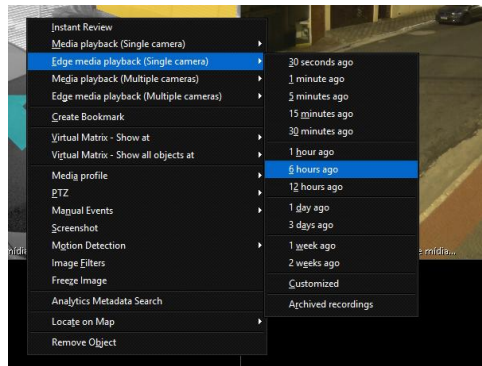 Instant Review
Media playback (Single camera)
Edge media playback (Single camera)
Media playback (Multiple cameras)
Edge media playback (Multiple cameras)
Create Bookmark
Virtual Matrix - Show at
Virtual Matrix - Show all objects at
Media profile
PTZ
Manual Events
Screenshot
Motion Detection
Image Filters
Freeze Image
Analytics Metadata Search
Locate on Map
Remove Object
30 seconds ago
1 minute ago
5 minutes ago
15 minutes ago
30 minutes ago
1 hour ago
6 hours ago
12 hours ago
1 day ago
3 days ago
1 week ago
2 weeks ago
Customized
Archived recordings
mídia...